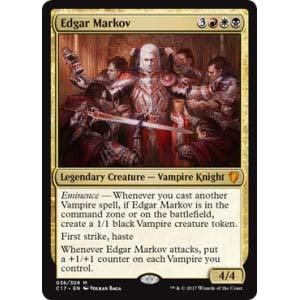 Edgar Markov 3
Legendary Creature — Vampire Knight
Eminence — Whenever you cast another
Vampire spell, if Edgar Markov is in
the command zone or on the battlefield,
create a 1/1 black Vampire creature token.
First strike, haste
Whenever Edgar Markov attacks, put
a +1/+1 counter on each Vampire you
control.
4/4
036/309 M
C17 • EN Volkan Baga
™ & © 2017 Wizards of the Coast